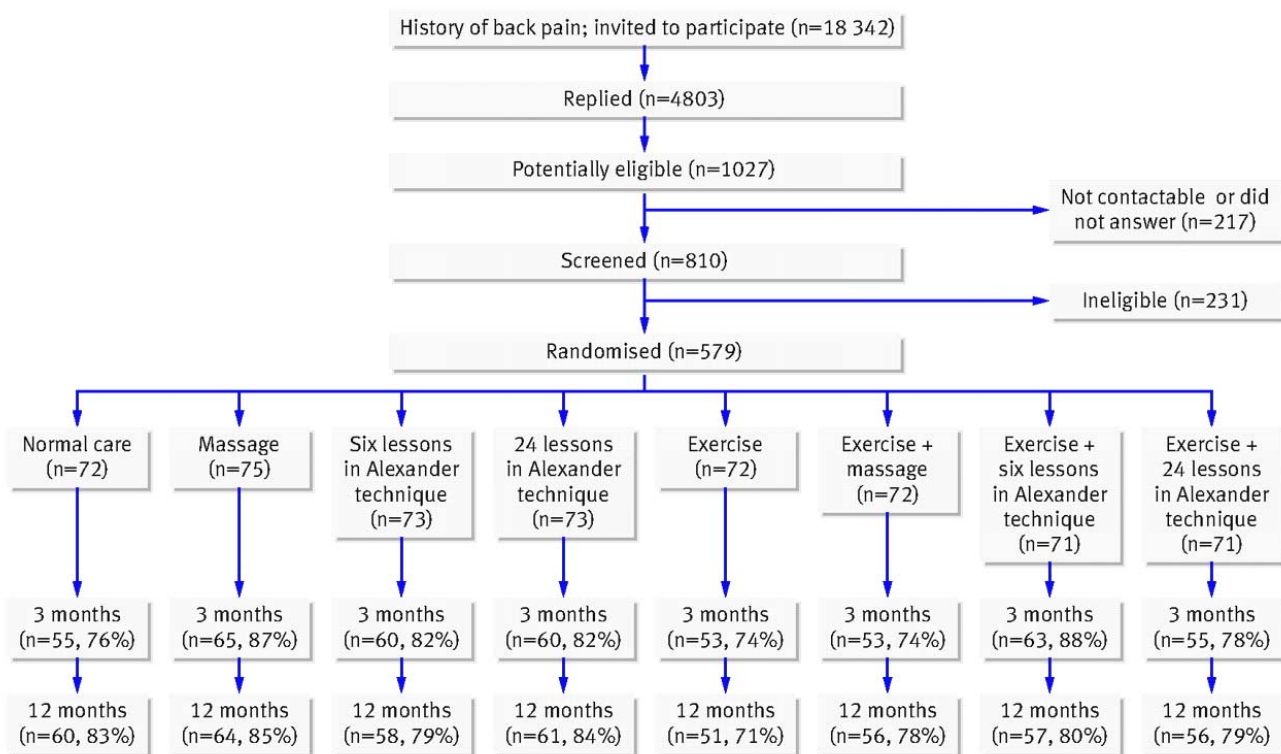 History of back pain; invited to participate (n=18 342)
Replied (n=4803)
Potentially eligible (n=1027)
Not contactable or did
not answer (n=217)
Screened (n=810)
Ineligible (n=231)
Randomised (n=579)
Normal care
(n=72)
Massage
(n=75)
Six lessons
in Alexander
technique
(n=73)
24 lessons
in Alexander
technique
(n=73)
Exercise
(n=72)
Exercise +
massage
(n=72)
Exercise +
six lessons
in Alexander
technique
(n=71)
Exercise +
24 lessons
in Alexander
technique
(n=71)
3 months
(n=55, 76%)
3 months
(n=65, 87%)
3 months
(n=60, 82%)
3 months
(n=60, 82%)
3 months
(n=53, 74%)
3 months
(n=53, 74%)
3 months
(n=63, 88%)
3 months
(n=55, 78%)
12 months
(n=60, 83%)
12 months
(n=64, 85%)
12 months
(n=58, 79%)
12 months
(n=61, 84%)
12 months
(n=51, 71%)
12 months
(n=56, 78%)
12 months
(n=57, 80%)
12 months
(n=56, 79%)